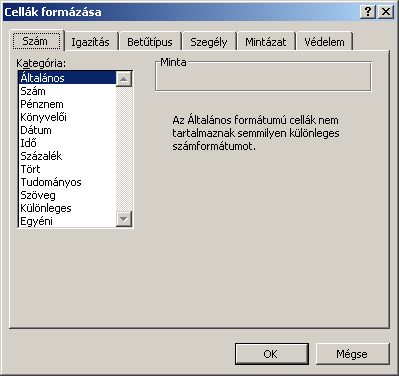 Cellák formázása
Szám Igazítás Betűtípus Szegély Mintázat Védelem
Kategória:
Általános
Szám
Pénznem
Könyvelői
Dátum
Idő
Százalék
Tört
Tudományos
Szöveg
Különleges
Egyéni
Minta
Az Általános formátumú cellák nem
tartalmaznak semmilyen különleges
számformátumot.
OK Mégse